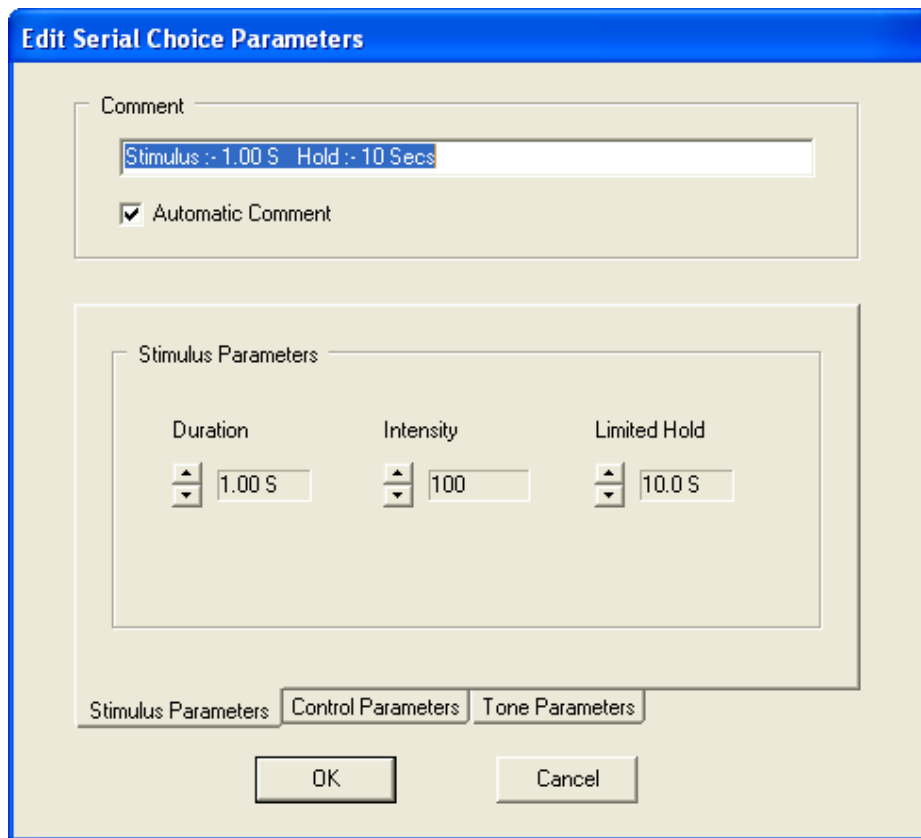 Edit Serial Choice Parameters
Comment
Stimulus :- 1.00 S   Hold :- 10 Secs
Automatic Comment
Stimulus Parameters
Duration Intensity Limited Hold
1.00 S 100 10.0 S
Stimulus Parameters Control Parameters Tone Parameters
OK Cancel